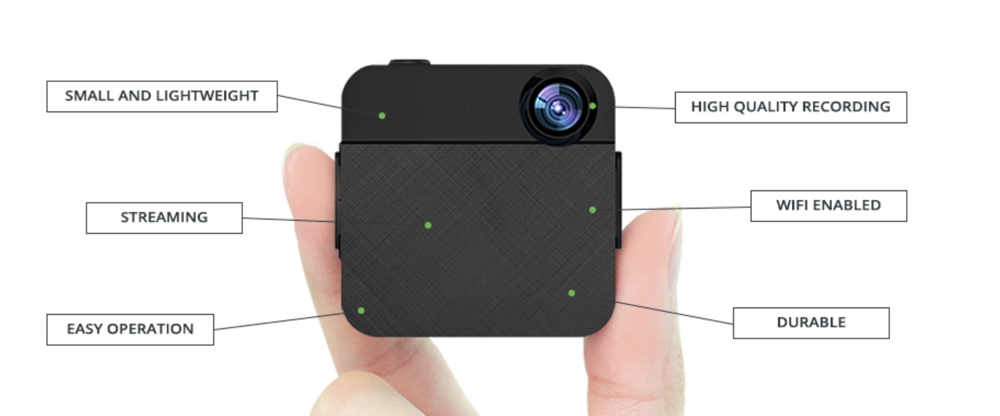 SMALL AND LIGHTWEIGHT
HIGH QUALITY RECORDING
STREAMING
WIFI ENABLED
EASY OPERATION
DURABLE